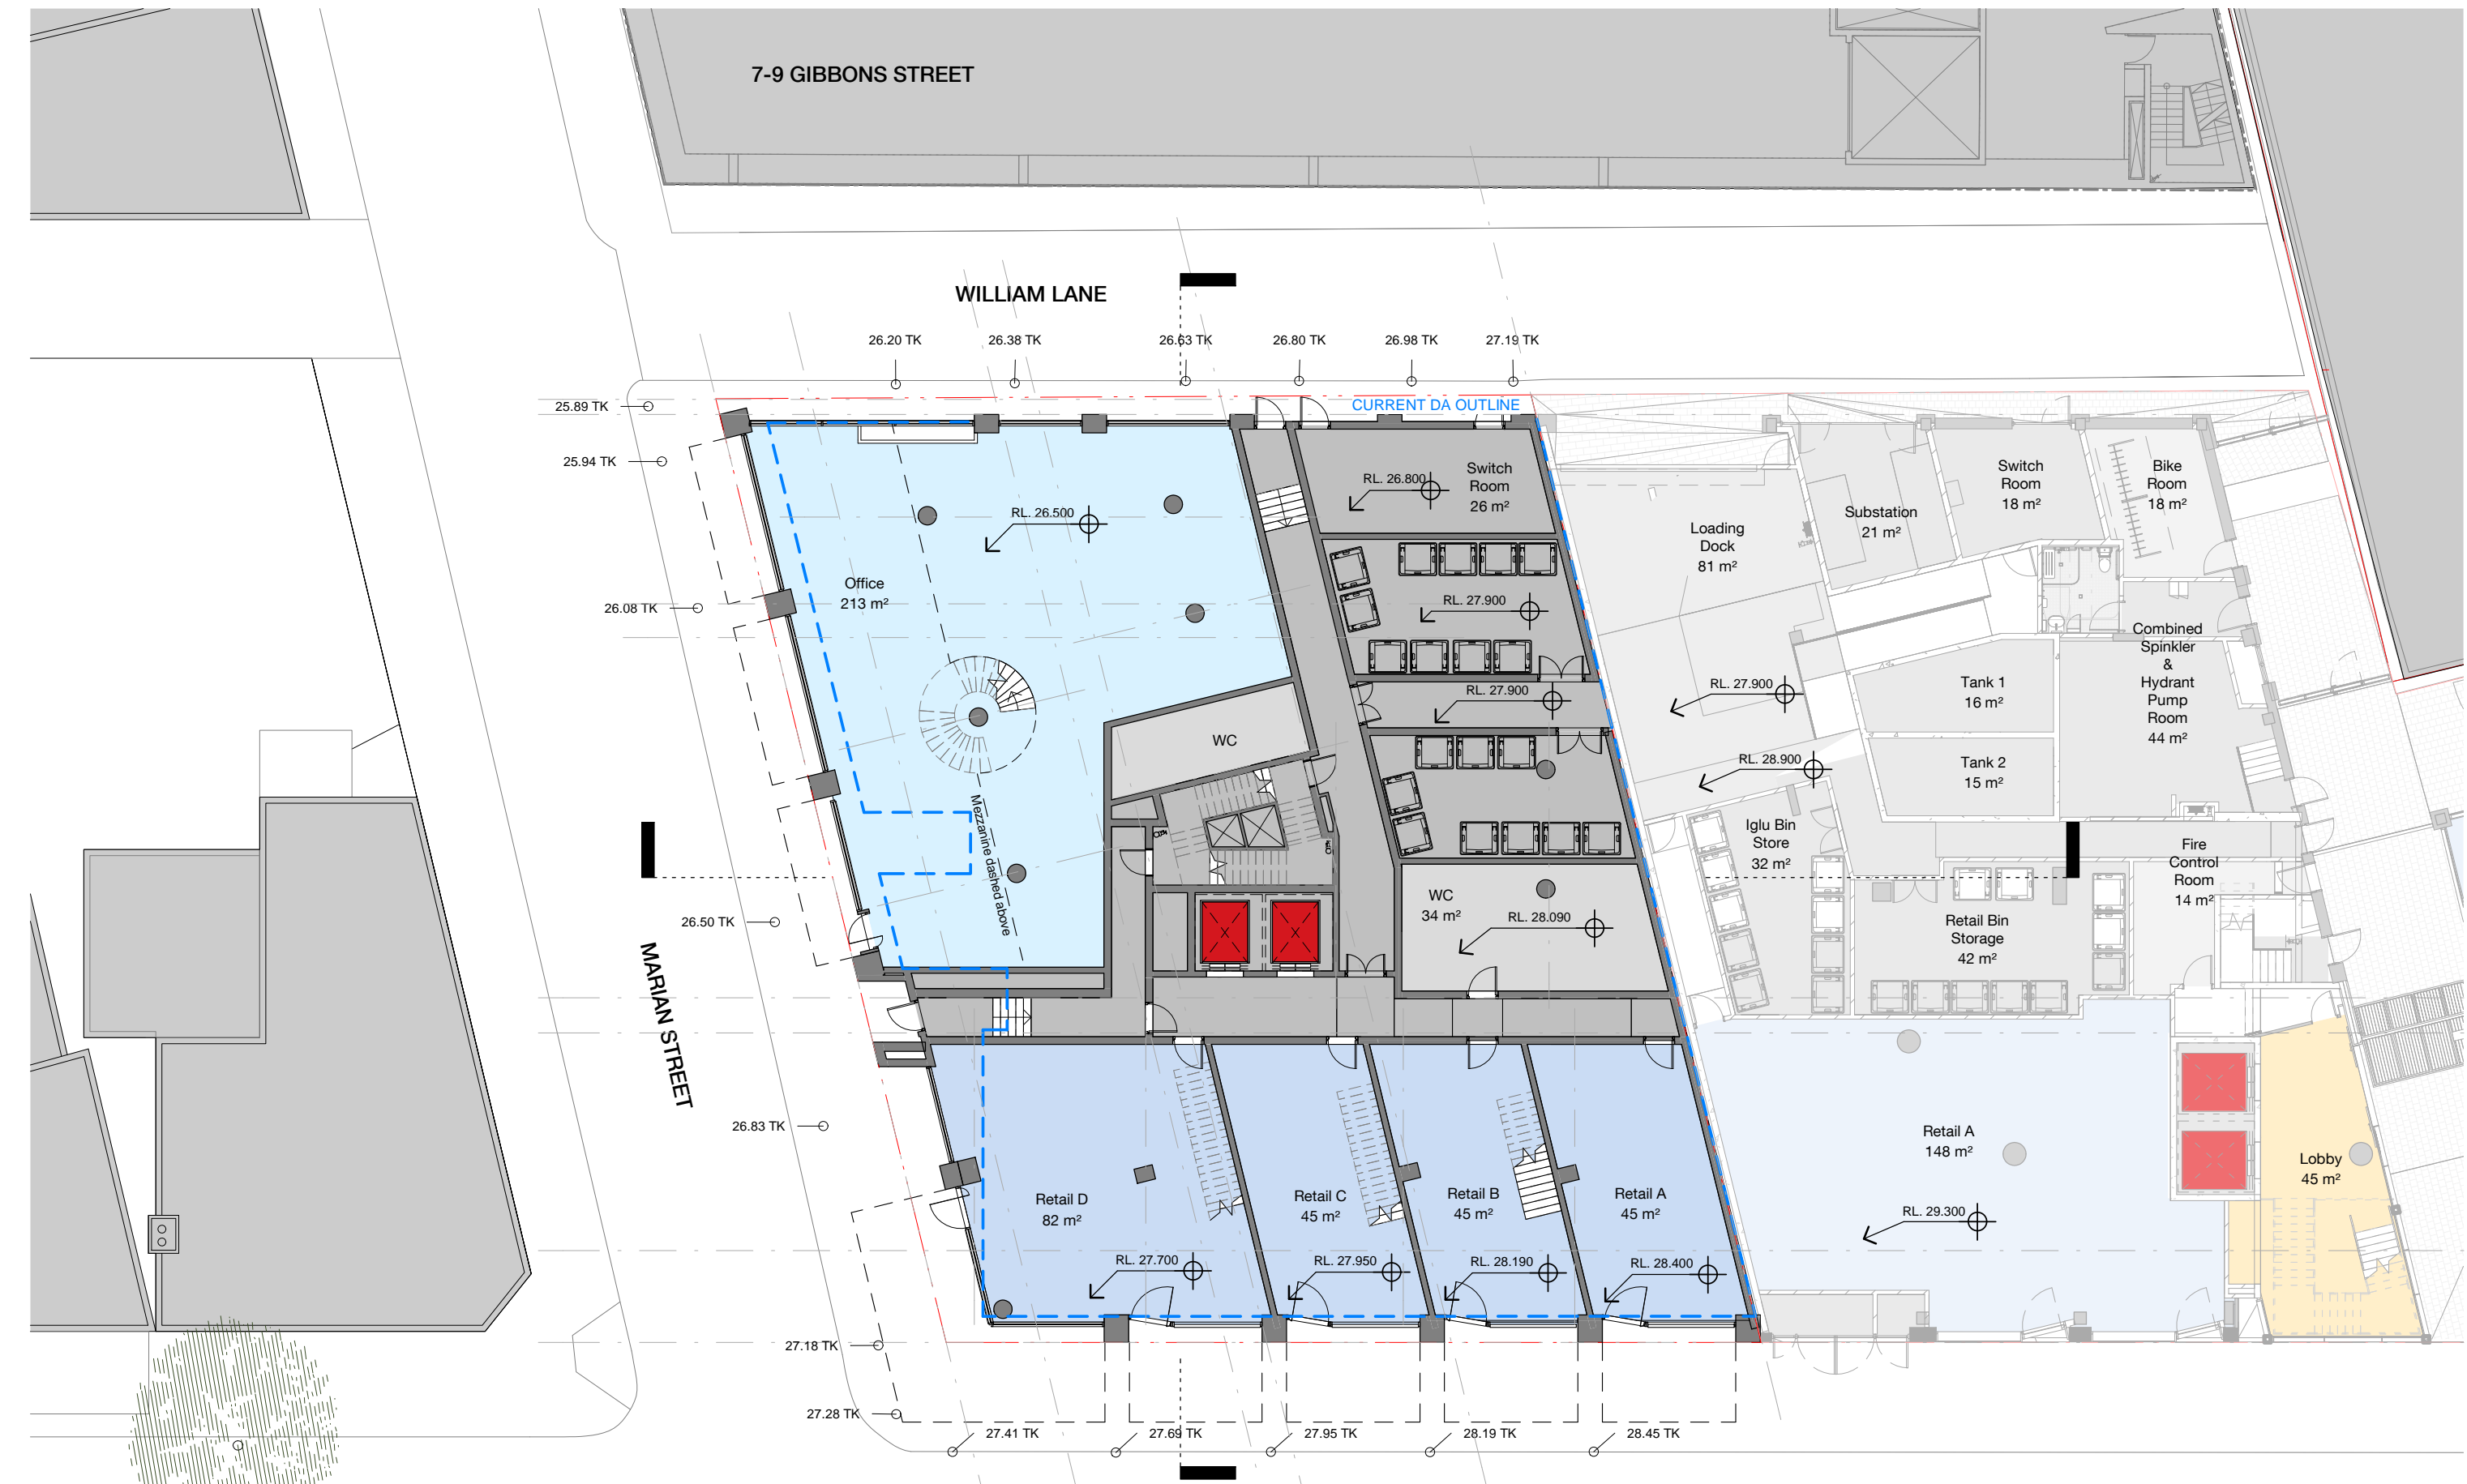 7-9 GIBBONS STREET
WILLIAM LANE
26.20 TK
26.38 TK
26.63 TK
26.80 TK
26.98 TK
27.19 TK
25.89 TK
CURRENT DA OUTLINE
25.94 TK
RL. 26.500
RL. 26.800
Switch
Room
26 m²
Office
213 m²
26.08 TK
RL. 27.900
RL. 27.900
WC
Mezzanine dashed above
WC
34 m²
RL. 28.090
26.50 TK
MARIAN STREET
26.83 TK
Loading
Dock
81 m²
Substation
21 m²
Switch
Room
18 m²
Bike
Room
18 m²
Combined
Spinkler
&
Hydrant
Pump
Room
44 m²
RL. 27.900
Tank 1
16 m²
RL. 28.900
Tank 2
15 m²
Iglu Bin
Store
32 m²
Fire
Control
Room
14 m²
Retail Bin
Storage
42 m²
Retail D
82 m²
Retail C
45 m²
Retail B
45 m²
Retail A
45 m²
Retail A
148 m²
Lobby
45 m²
RL. 29.300
RL. 27.700
RL. 27.950
RL. 28.190
RL. 28.400
27.18 TK
27.28 TK
27.41 TK
27.69 TK
27.95 TK
28.19 TK
28.45 TK